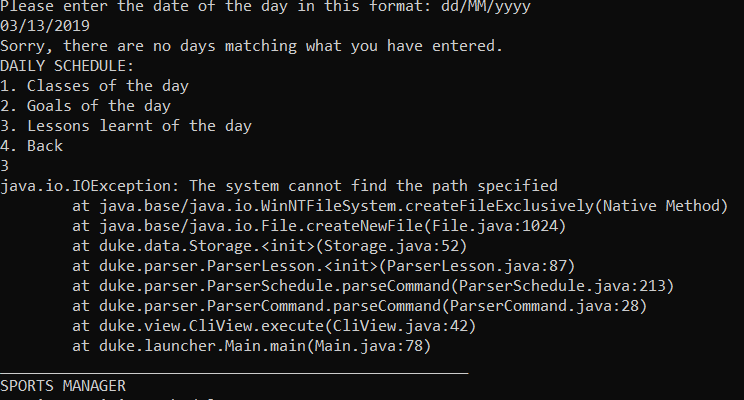 Please enter the date of the day in this format: dd/MM/yyyy
03/13/2019
Sorry, there are no days matching what you have entered.
DAILY SCHEDULE:
1. Classes of the day
2. Goals of the day
3. Lessons learnt of the day
4. Back
3
java.io.IOException: The system cannot find the path specified
        at java.base/java.io.WinNTFileSystem.createFileExclusively(Native Method)
        at java.base/java.io.File.createNewFile(File.java:1024)
        at duke.data.Storage.<init>(Storage.java:52)
        at duke.parser.ParserLesson.<init>(ParserLesson.java:87)
        at duke.parser.ParserSchedule.parseCommand(ParserSchedule.java:213)
        at duke.parser.ParserCommand.parseCommand(ParserCommand.java:28)
        at duke.view.CliView.execute(CliView.java:42)
        at duke.launcher.Main.main(Main.java:78)
SPORTS MANAGER